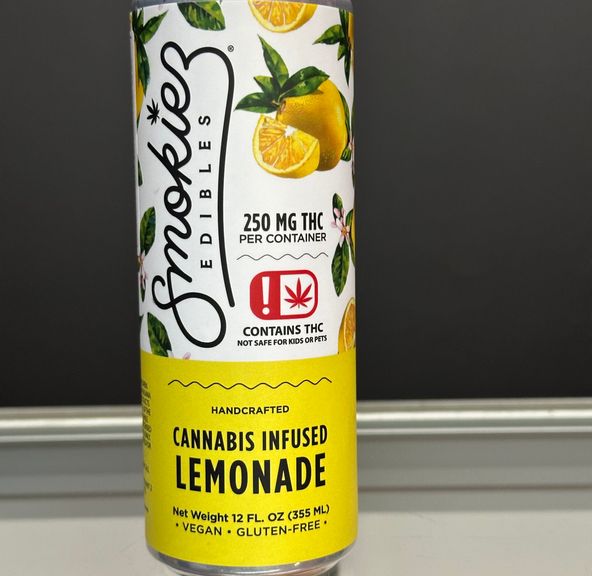 Smokiez®
EDIBLES
250 MG THC
PER CONTAINER
!
CONTAINS THC
NOT SAFE FOR KIDS OR PETS
HANDCRAFTED
CANNABIS INFUSED
LEMONADE
Net Weight 12 FL. OZ (355 ML)
• VEGAN • GLUTEN-FREE •